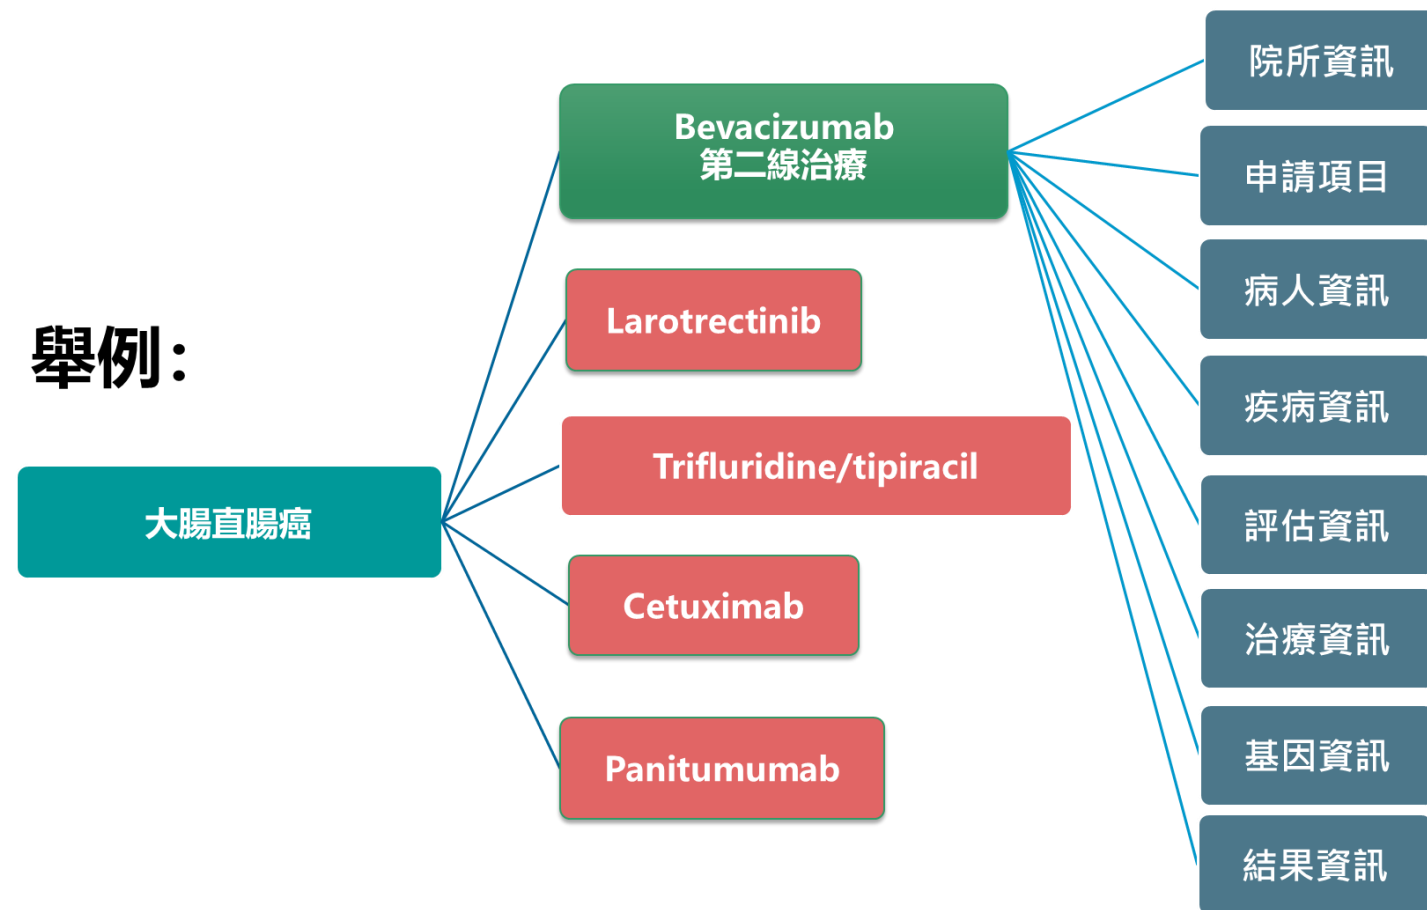 舉例：
大腸直腸癌
Bevacizumab
第二線治療
Larotrectinib
Trifluridine/tipiracil
Cetuximab
Panitumumab
院所資訊
申請項目
病人資訊
疾病資訊
評估資訊
治療資訊
基因資訊
結果資訊